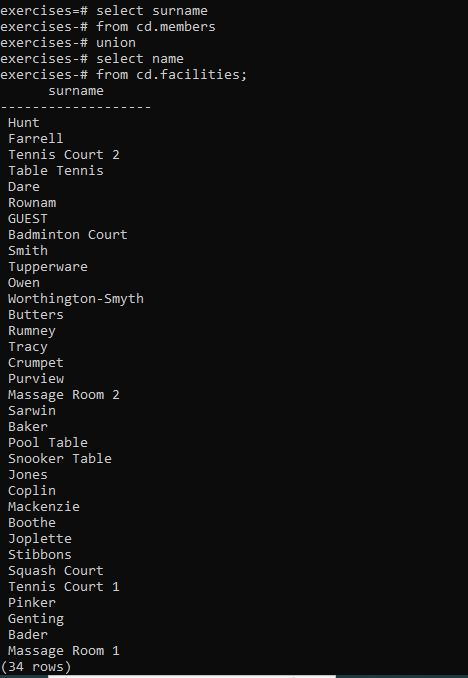 exercises=# select surname
exercises-# from cd.members
exercises-# union
exercises-# select name
exercises-# from cd.facilities;
      surname
-------------------
 Hunt
 Farrell
 Tennis Court 2
 Table Tennis
 Dare
 Rownam
 GUEST
 Badminton Court
 Smith
 Tupperware
 Owen
 Worthington-Smyth
 Butters
 Rumney
 Tracy
 Crumpet
 Purview
 Massage Room 2
 Sarwin
 Baker
 Pool Table
 Snooker Table
 Jones
 Coplin
 Mackenzie
 Boothe
 Joplette
 Stibbons
 Squash Court
 Tennis Court 1
 Pinker
 Genting
 Bader
 Massage Room 1
(34 rows)